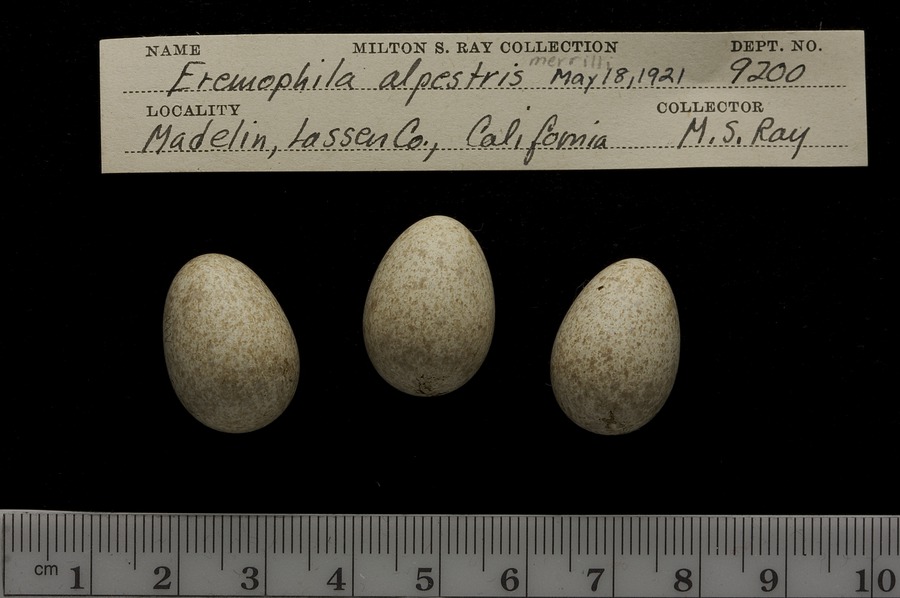 NAME MILTON S. RAY COLLECTION DEPT. NO.
Eremophila alpestris merrilli May 18, 1921 9200
LOCALITY COLLECTOR
Madelin, Lassen Co., California M. S. Ray
cm 1 2 3 4 5 6 7 8 9 10